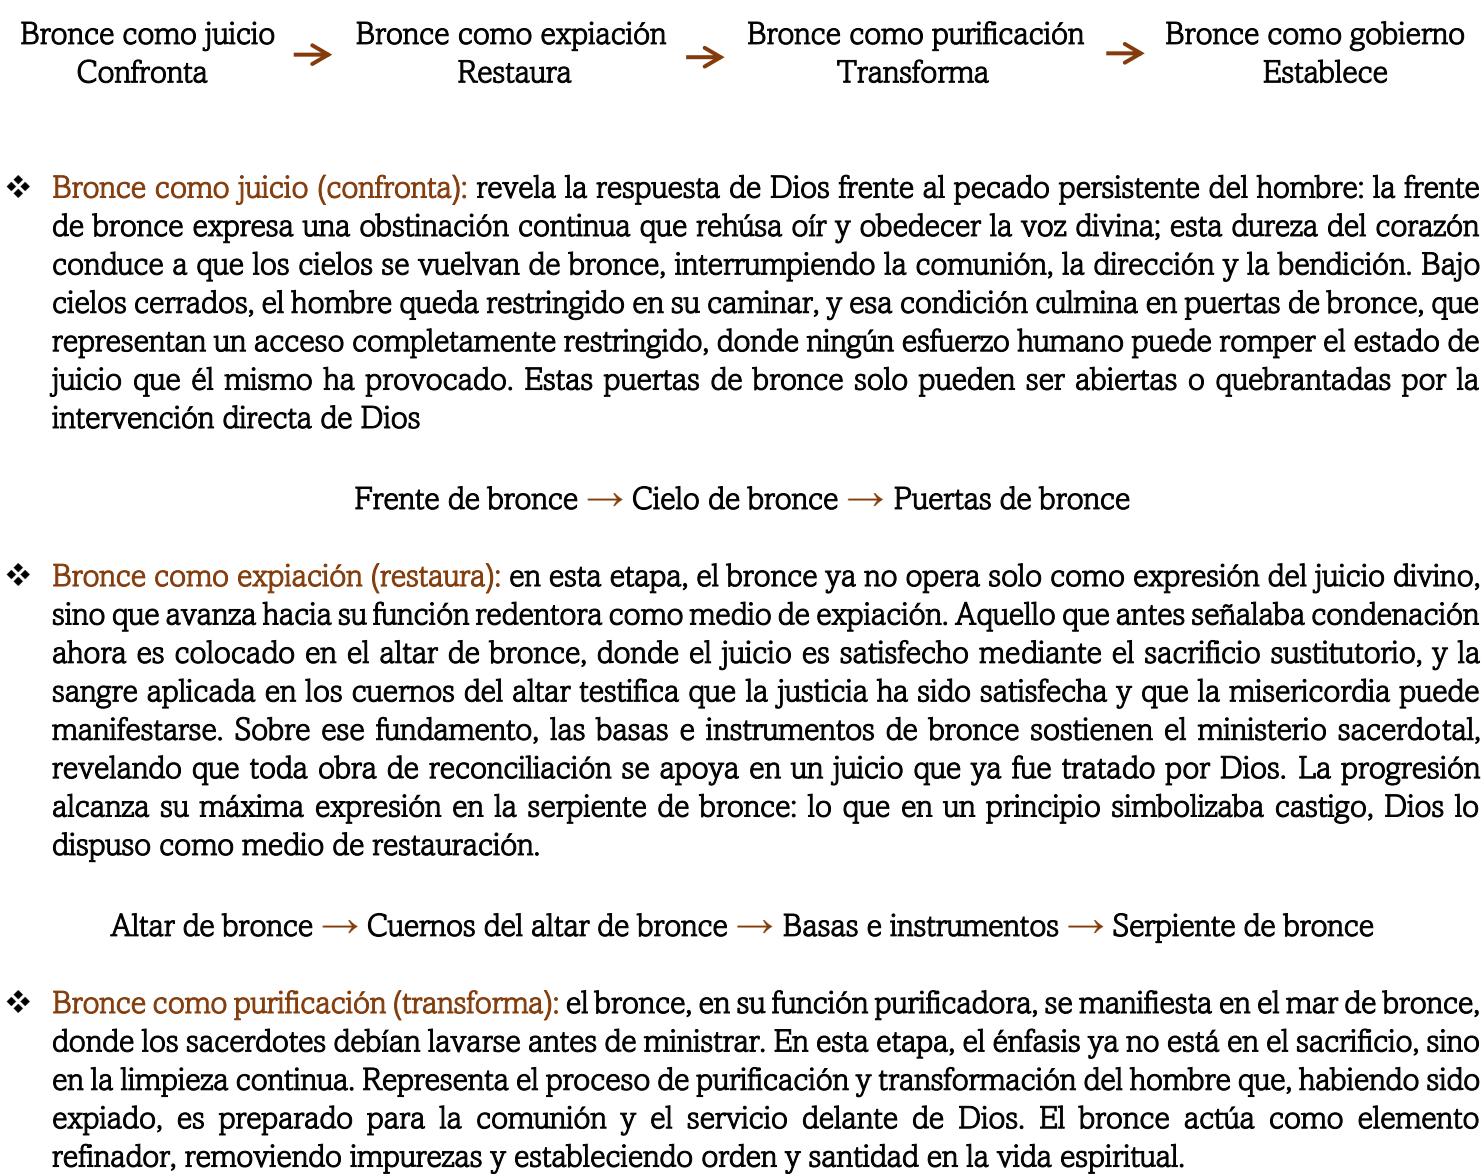 Bronce como juicio → Bronce como expiación → Bronce como purificación → Bronce como gobierno
Confronta Restaura Transforma Establece
❖ Bronce como juicio (confronta): revela la respuesta de Dios frente al pecado persistente del hombre: la frente
de bronce expresa una obstinación continua que rehúsa oír y obedecer la voz divina; esta dureza del corazón
conduce a que los cielos se vuelvan de bronce, interrumpiendo la comunión, la dirección y la bendición. Bajo
cielos cerrados, el hombre queda restringido en su caminar, y esa condición culmina en puertas de bronce, que
representan un acceso completamente restringido, donde ningún esfuerzo humano puede romper el estado de
juicio que él mismo ha provocado. Estas puertas de bronce solo pueden ser abiertas o quebrantadas por la
intervención directa de Dios
Frente de bronce → Cielo de bronce → Puertas de bronce
❖ Bronce como expiación (restaura): en esta etapa, el bronce ya no opera solo como expresión del juicio divino,
sino que avanza hacia su función redentora como medio de expiación. Aquello que antes señalaba condenación
ahora es colocado en el altar de bronce, donde el juicio es satisfecho mediante el sacrificio sustitutorio, y la
sangre aplicada en los cuernos del altar testifica que la justicia ha sido satisfecha y que la misericordia puede
manifestarse. Sobre ese fundamento, las basas e instrumentos de bronce sostienen el ministerio sacerdotal,
revelando que toda obra de reconciliación se apoya en un juicio que ya fue tratado por Dios. La progresión
alcanza su máxima expresión en la serpiente de bronce: lo que en un principio simbolizaba castigo, Dios lo
dispuso como medio de restauración.
Altar de bronce → Cuernos del altar de bronce → Basas e instrumentos → Serpiente de bronce
❖ Bronce como purificación (transforma): el bronce, en su función purificadora, se manifiesta en el mar de bronce,
donde los sacerdotes debían lavarse antes de ministrar. En esta etapa, el énfasis ya no está en el sacrificio, sino
en la limpieza continua. Representa el proceso de purificación y transformación del hombre que, habiendo sido
expiado, es preparado para la comunión y el servicio delante de Dios. El bronce actúa como elemento
refinador, removiendo impurezas y estableciendo orden y santidad en la vida espiritual.